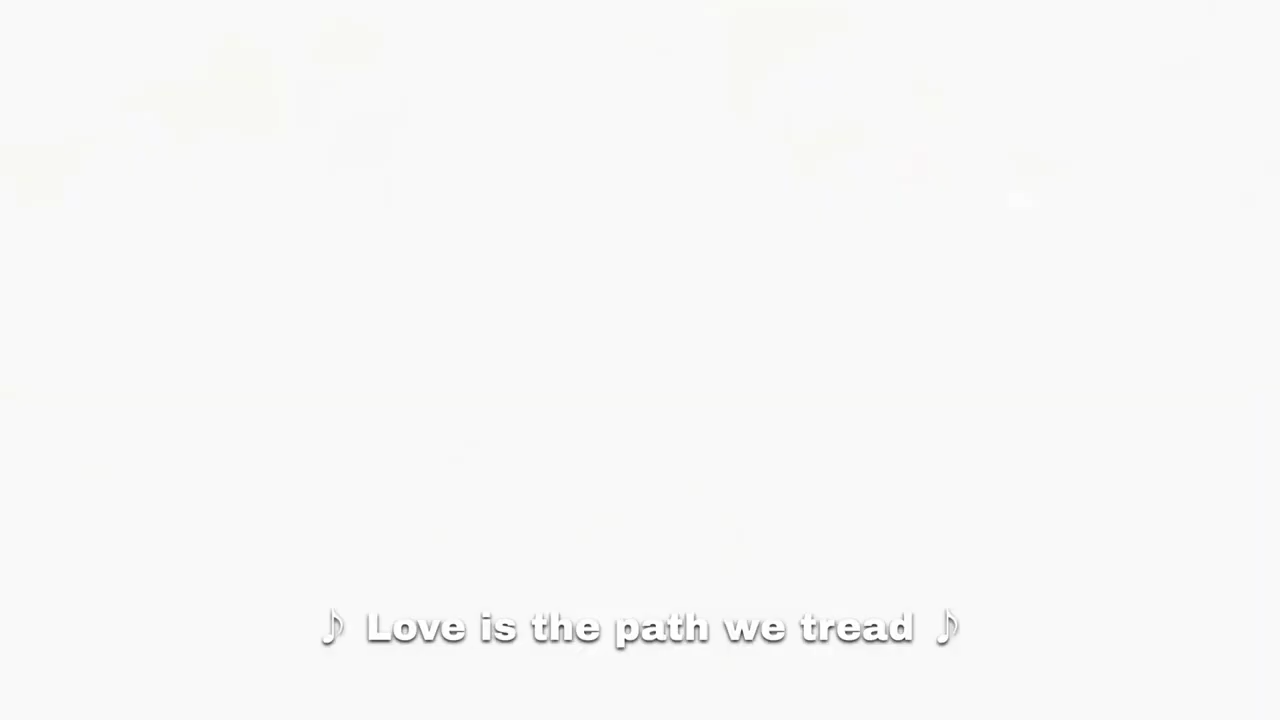 ♪ Love is the path we tread ♪